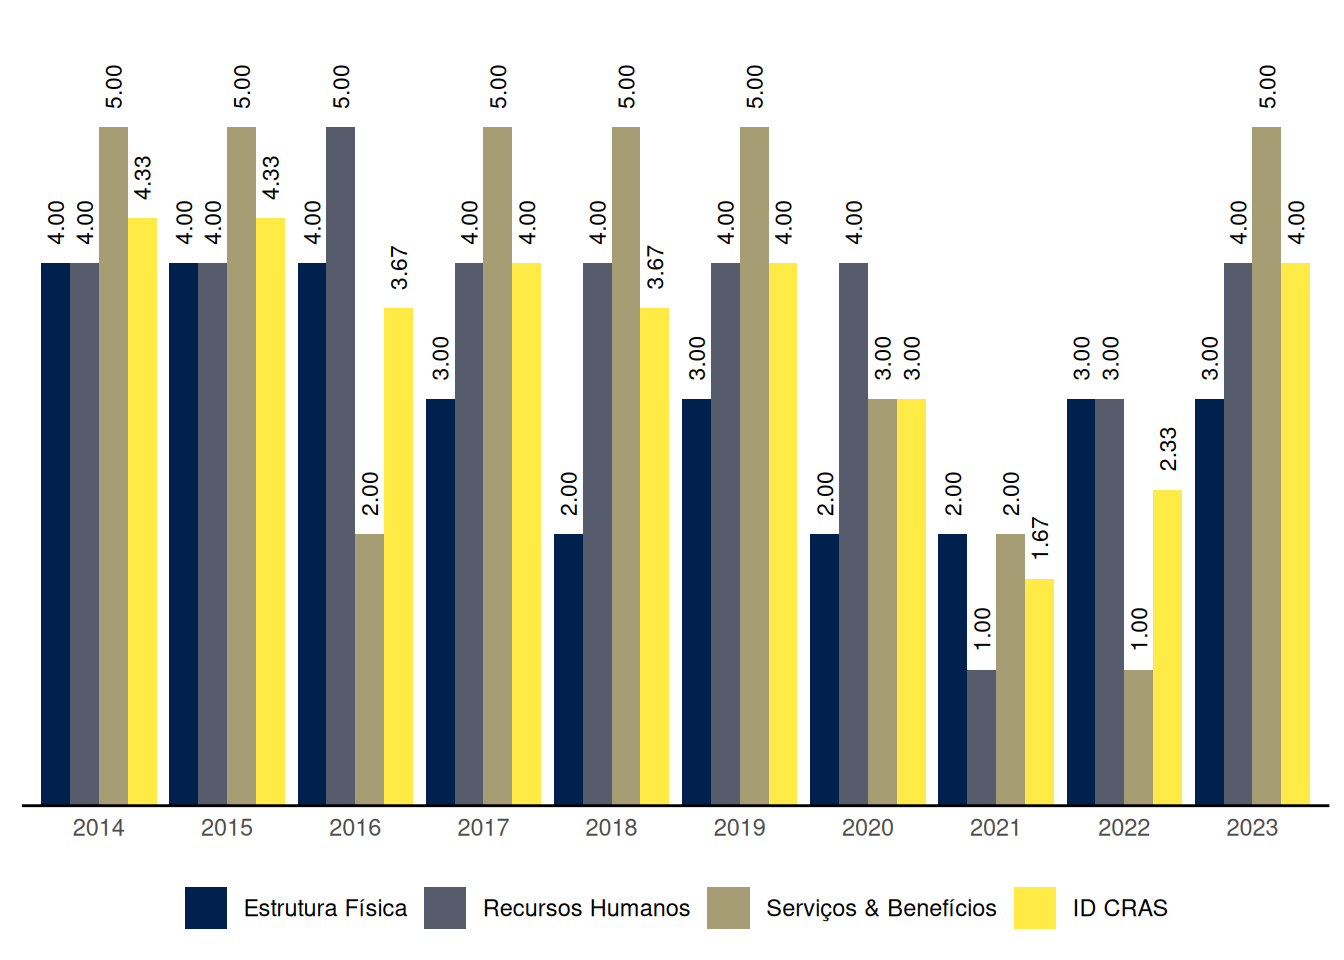 4.00 4.00 5.00 4.33
4.00 4.00 5.00 4.33
4.00 5.00 2.00 3.67
3.00 4.00 5.00 4.00
2.00 4.00 5.00 3.67
3.00 4.00 5.00 4.00
2.00 4.00 3.00 3.00
2.00 1.00 2.00 1.67
3.00 3.00 1.00 2.33
3.00 4.00 5.00 4.00
2014 2015 2016 2017 2018 2019 2020 2021 2022 2023
Estrutura Física Recursos Humanos Serviços & Benefícios ID CRAS